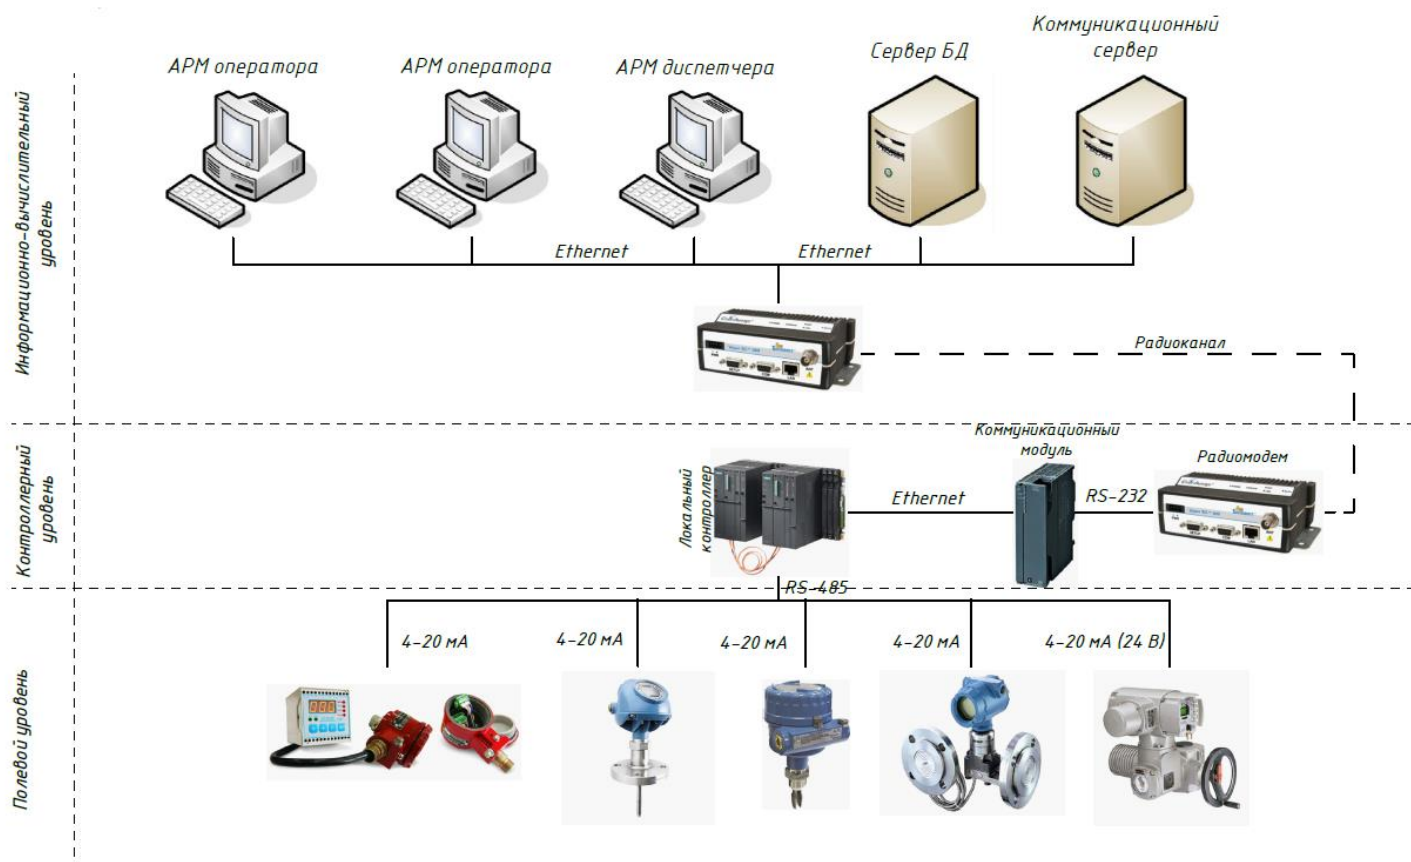 АРМ оператора
АРМ оператора
АРМ диспетчера
Сервер БД
Коммуникационный
сервер
Информационно-вычислительный
уровень
Ethernet
Ethernet
Радиоканал
Контроллерный
уровень
Локальный
контроллер
Ethernet
Коммуникационный
модуль
RS-232
Радиомодем
RS-485
Полевой уровень
4-20 мА
4-20 мА
4-20 мА
4-20 мА
4-20 мА (24 В)